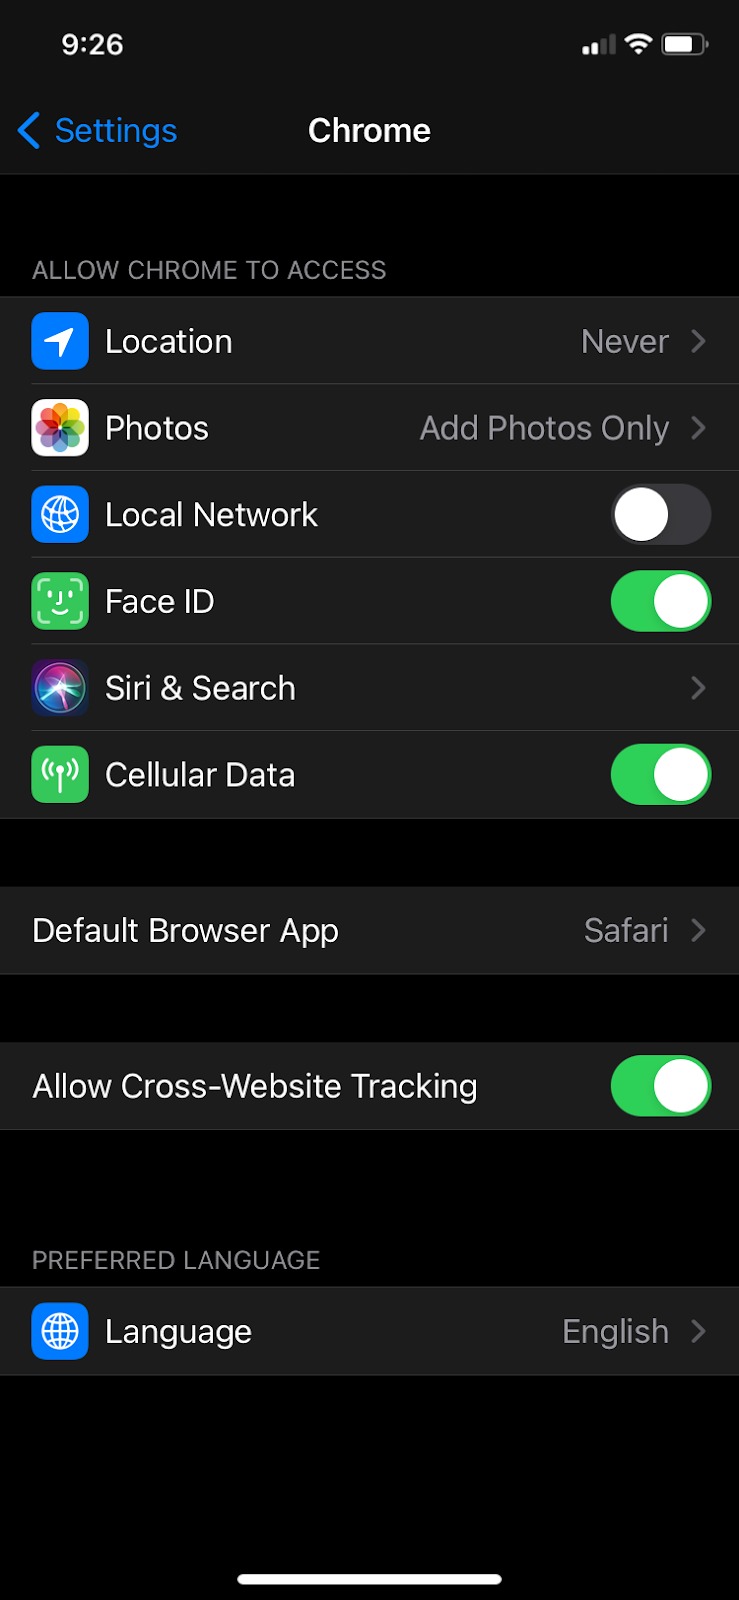 9:26
Settings
Chrome
ALLOW CHROME TO ACCESS
Location Never
Photos Add Photos Only
Local Network
Face ID
Siri & Search
Cellular Data
Default Browser App Safari
Allow Cross-Website Tracking
PREFERRED LANGUAGE
Language English